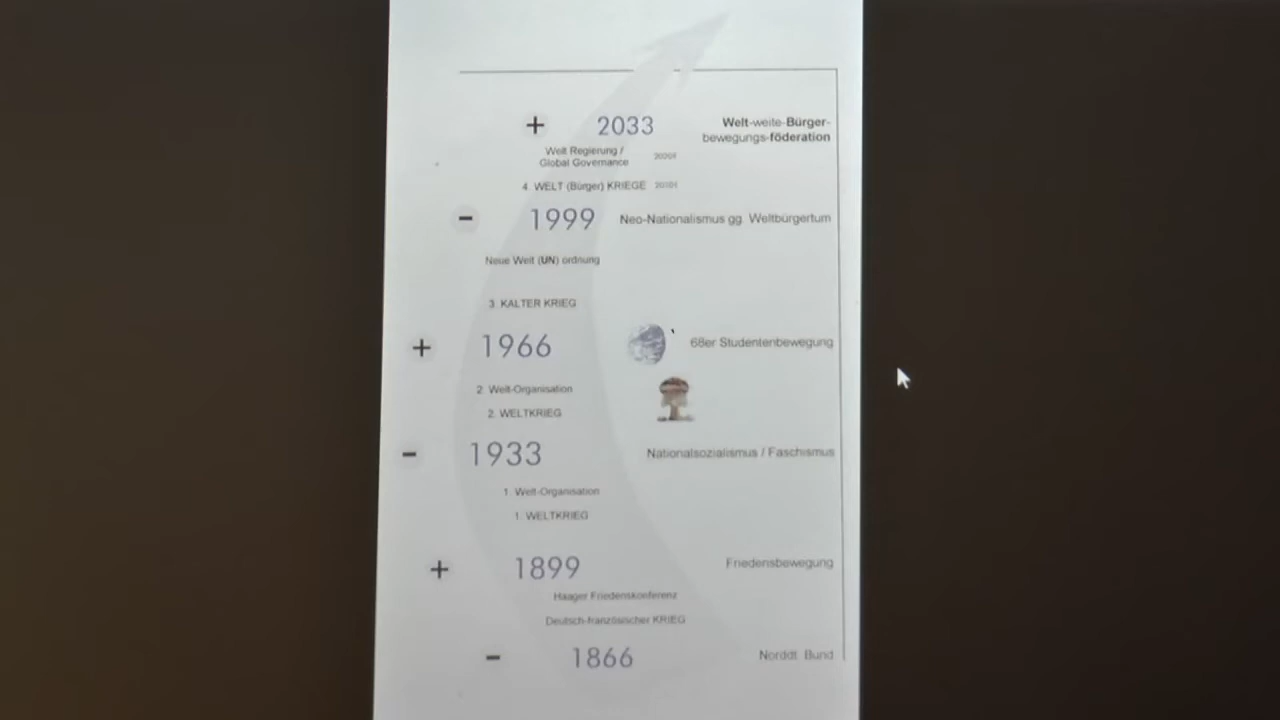 + 2033 Welt-weite-Bürger-
bewegungs-föderation
Welt Regierung /
Global Governance
4. WELT (Bürger) KRIEGE
- 1999 Neo-Nationalismus gg. Weltbürgertum
Neue Welt (UN) ordnung
3. KALTER KRIEG
+ 1966 68er Studentenbewegung
2. Welt-Organisation
2. WELTKRIEG
- 1933 Nationalsozialismus / Faschismus
1. Welt-Organisation
1. WELTKRIEG
+ 1899 Friedensbewegung
Haager Friedenskonferenz
Deutsch-französischer KRIEG
- 1866 Norddt. Bund